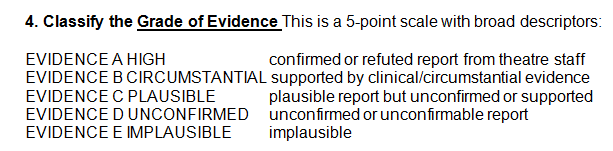 4. Classify the Grade of Evidence This is a 5-point scale with broad descriptors:
EVIDENCE A HIGH confirmed or refuted report from theatre staff
EVIDENCE B CIRCUMSTANTIAL supported by clinical/circumstantial evidence
EVIDENCE C PLAUSIBLE plausible report but unconfirmed or supported
EVIDENCE D UNCONFIRMED unconfirmed or unconfirmable report
EVIDENCE E IMPLAUSIBLE implausible